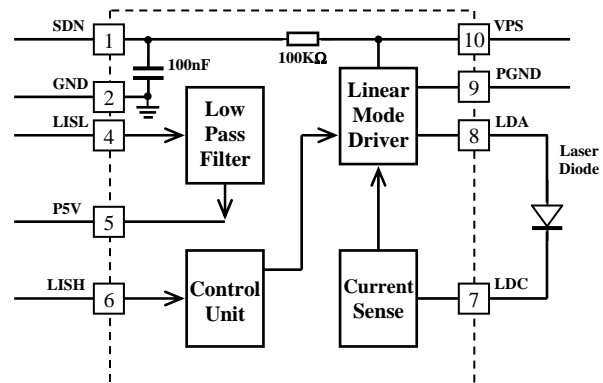 SDN
1
100nF
100KΩ
10
VPS
GND
2
9
PGND
LISL
4
Low
Pass
Filter
Linear
Mode
Driver
8
LDA
Laser
Diode
P5V
5
LISH
6
Control
Unit
Current
Sense
7
LDC